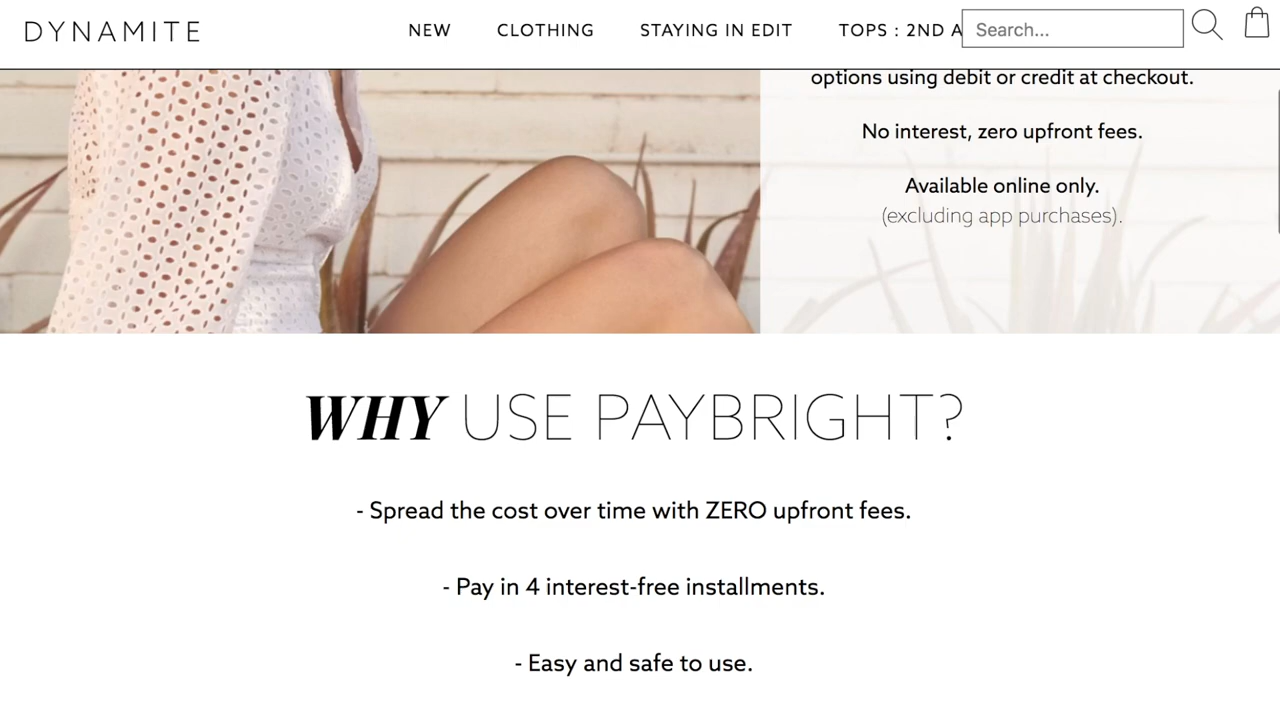 DYNAMITE
NEW CLOTHING STAYING IN EDIT TOPS : 2ND A
Search...
options using debit or credit at checkout.
No interest, zero upfront fees.
Available online only.
(excluding app purchases).
WHY USE PAYBRIGHT?
- Spread the cost over time with ZERO upfront fees.
- Pay in 4 interest-free installments.
- Easy and safe to use.